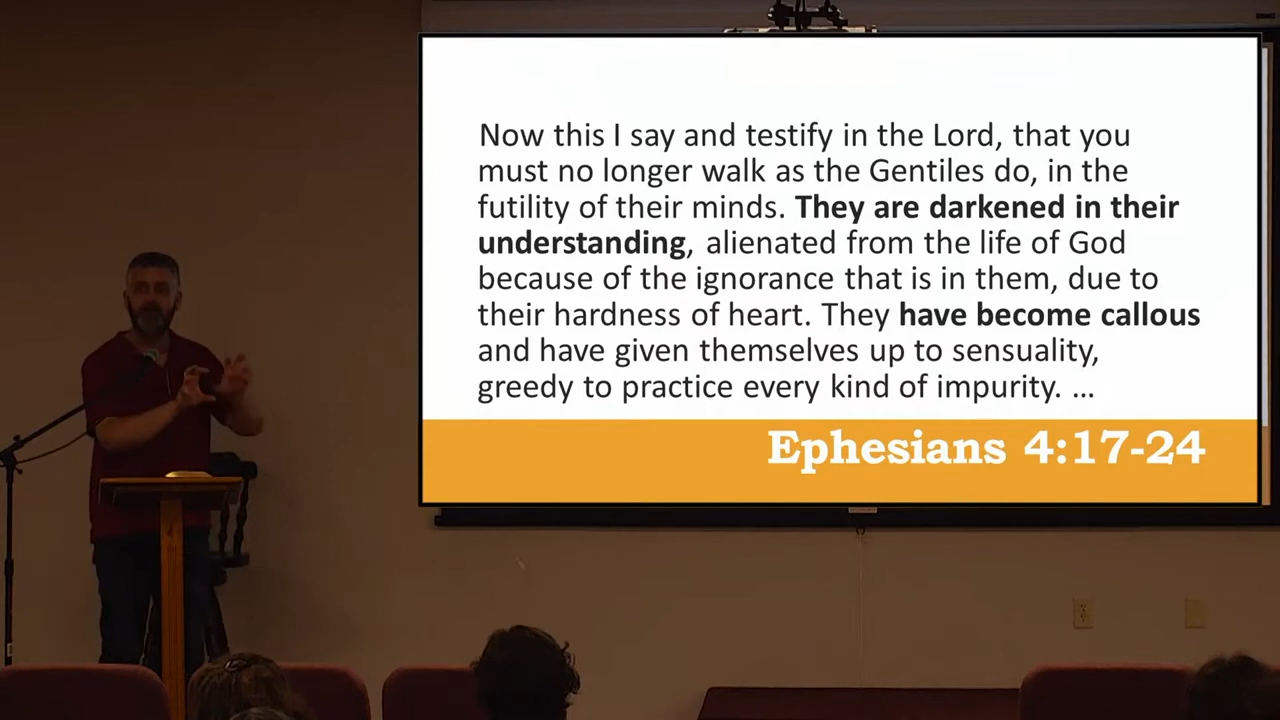 Now this I say and testify in the Lord, that you
must no longer walk as the Gentiles do, in the
futility of their minds. They are darkened in their
understanding, alienated from the life of God
because of the ignorance that is in them, due to
their hardness of heart. They have become callous
and have given themselves up to sensuality,
greedy to practice every kind of impurity. ...
Ephesians 4:17-24